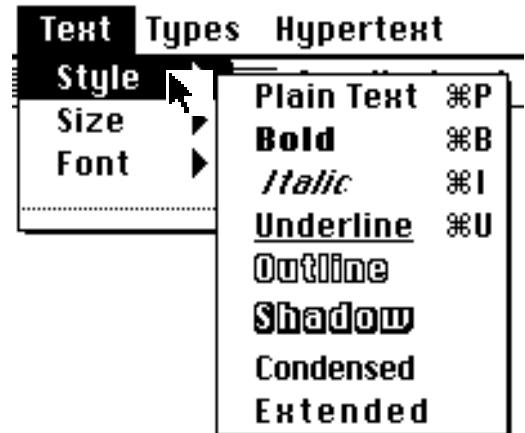 Text Types Hypertext
Style
Size
Font
Plain Text ⌘P
Bold ⌘B
Italic ⌘I
Underline ⌘U
Outline
Shadow
Condensed
Extended